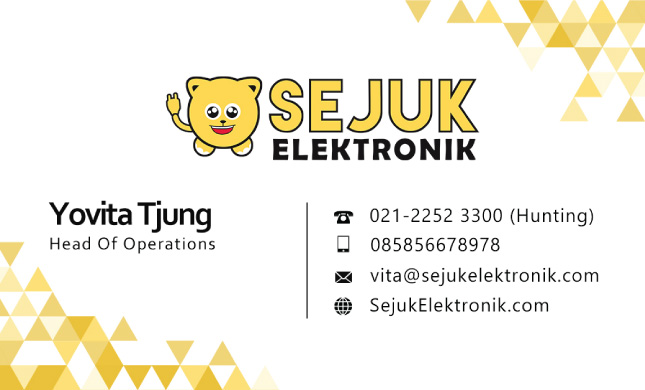 SEJUK
ELEKTRONIK
Yovita Tjung
Head Of Operations
021-2252 3300 (Hunting)
085856678978
vita@sejukelektronik.com
SejukElektronik.com